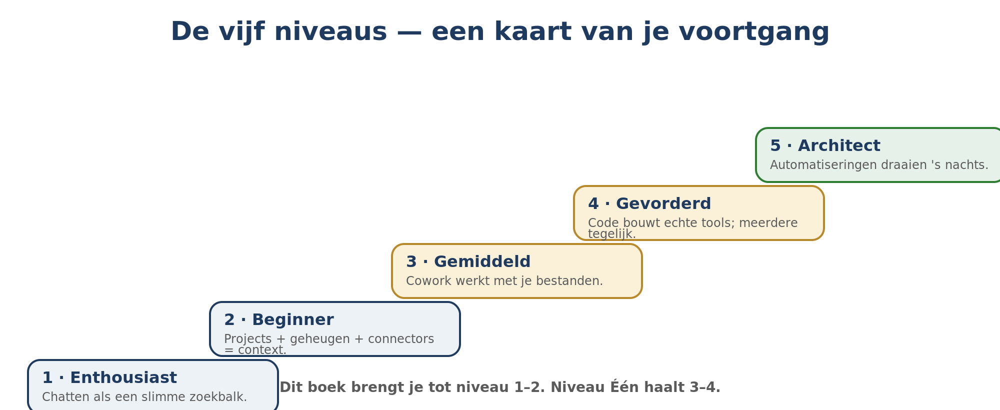 De vijf niveaus — een kaart van je voortgang
5 · Architect
Automatiseringen draaien 's nachts.
4 · Gevorderd
Code bouwt echte tools; meerdere
tegelijk.
3 · Gemiddeld
Cowork werkt met je bestanden.
2 · Beginner
Projects + geheugen + connectors
= context.
1 · Enthousiast
Chatten als een slimme zoekbalk.
Dit boek brengt je tot niveau 1–2. Niveau Één haalt 3–4.